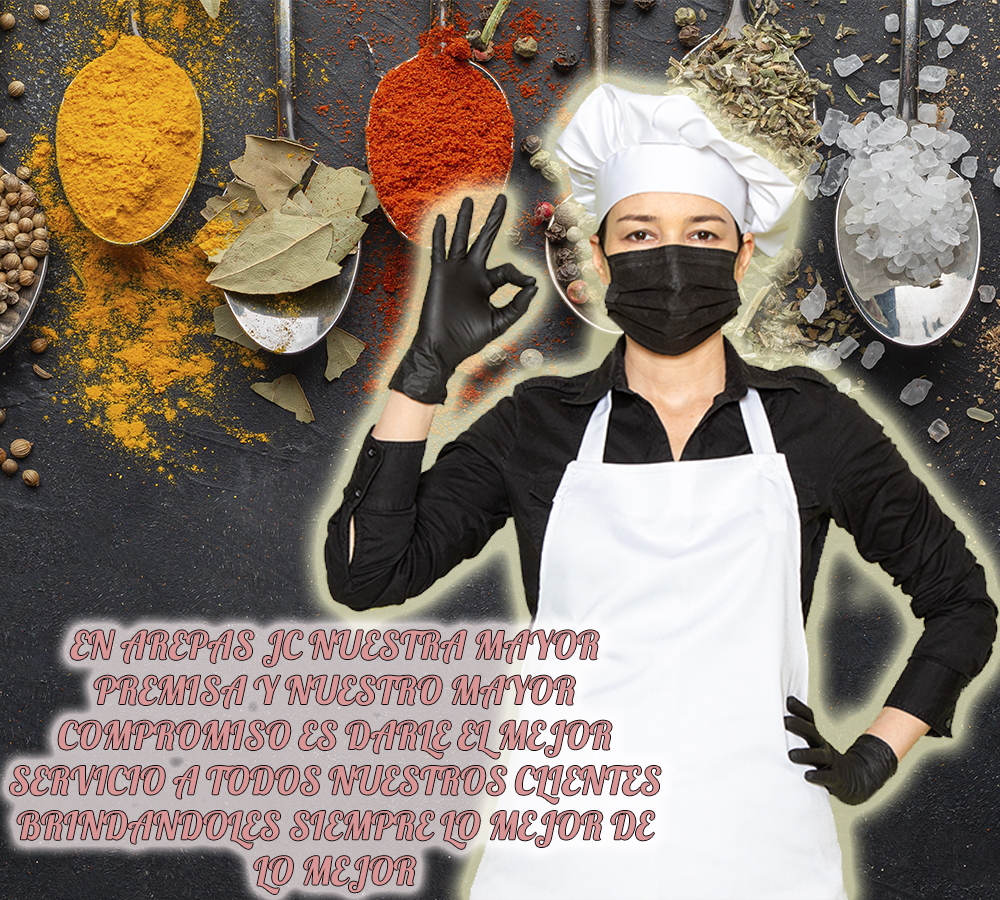 EN AREPAS JC NUESTRA MAYOR
PREMISA Y NUESTRO MAYOR
COMPROMISO ES DARLE EL MEJOR
SERVICIO A TODOS NUESTROS CLIENTES
BRINDANDOLES SIEMPRE LO MEJOR DE
LO MEJOR